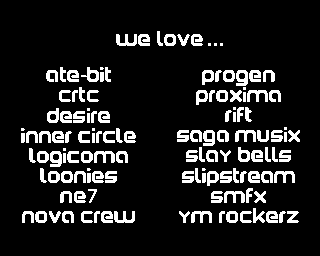 we love ...
ate-bit
crtc
desire
inner circle
logicoma
loonies
ne7
nova crew
progen
proxima
rift
saga musix
slay bells
slipstream
smfx
ym rockerz